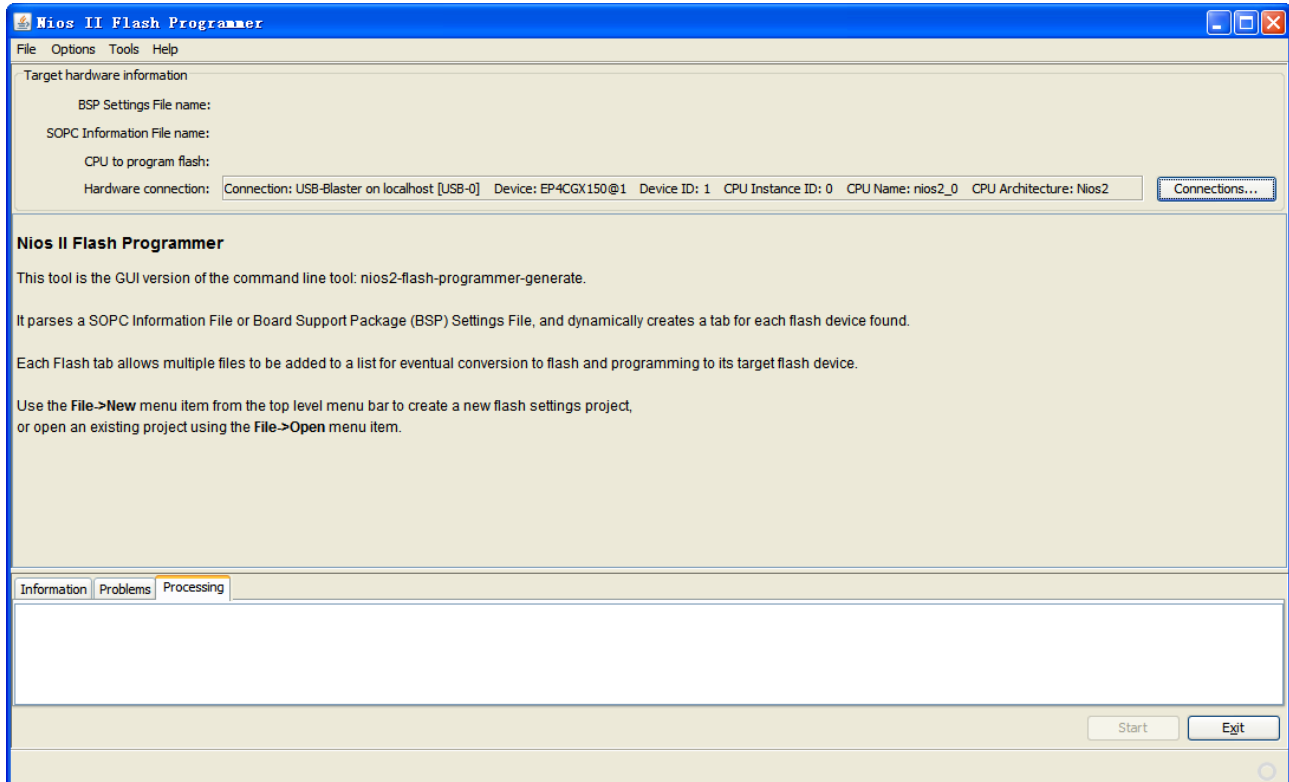 Nios II Flash Programmer
File Options Tools Help
Target hardware information
BSP Settings File name:
SOPC Information File name:
CPU to program flash:
Hardware connection: Connection: USB-Blaster on localhost [USB-0] Device: EP4CGX150@1 Device ID: 1 CPU Instance ID: 0 CPU Name: nios2_0 CPU Architecture: Nios2 Connections...
Nios II Flash Programmer
This tool is the GUI version of the command line tool: nios2-flash-programmer-generate.
It parses a SOPC Information File or Board Support Package (BSP) Settings File, and dynamically creates a tab for each flash device found.
Each Flash tab allows multiple files to be added to a list for eventual conversion to flash and programming to its target flash device.
Use the File->New menu item from the top level menu bar to create a new flash settings project,
or open an existing project using the File->Open menu item.
Information Problems Processing
Start Exit